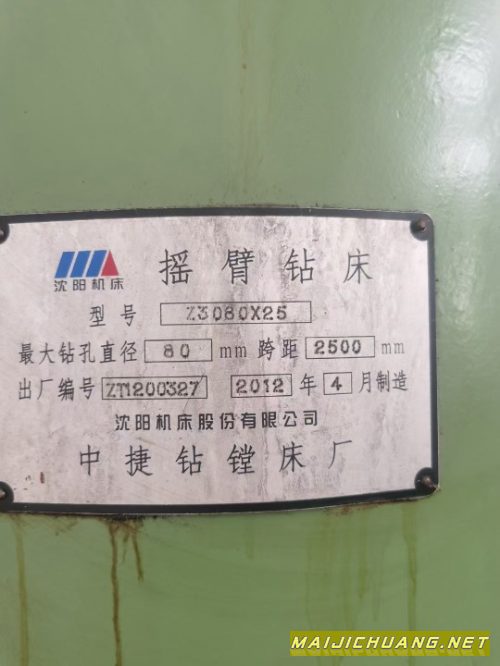 沈阳机床
摇臂钻床
型号 Z3080X25
最大钻孔直径 80 mm 跨距 2500 mm
出厂编号 ZT1200327 2012 年 4 月制造
沈阳机床股份有限公司
中捷钻镗床厂
MAIJICHUANG.NET